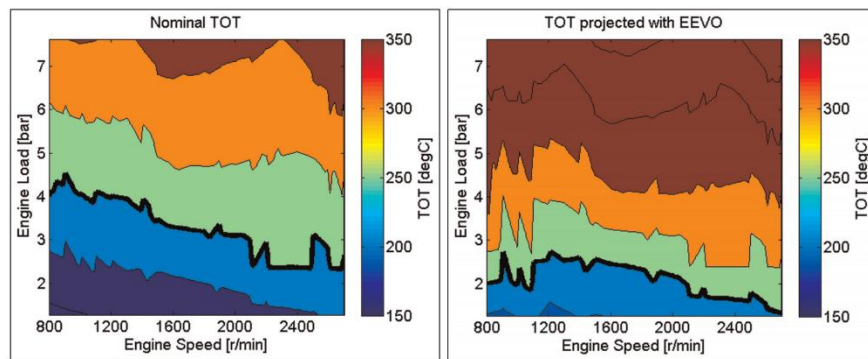 Nominal TOT
Engine Load [bar]
7
6
5
4
3
2
800 1200 1600 2000 2400
Engine Speed [r/min]
350
300
250
200
150
TOT [degC]
TOT projected with EEVO
Engine Load [bar]
7
6
5
4
3
2
800 1200 1600 2000 2400
Engine Speed [r/min]
350
300
250
200
150
TOT [degC]